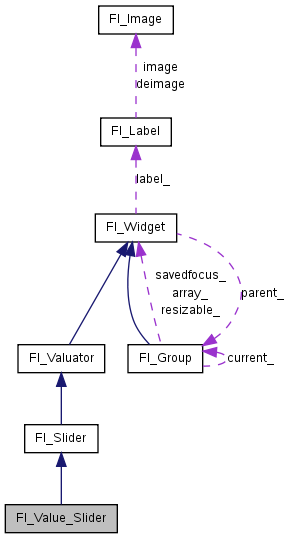 Fl_Image
image
deimage
Fl_Label
label_
Fl_Widget
savedfocus_
array_
resizable_
parent_
Fl_Valuator
Fl_Group
current_
Fl_Slider
Fl_Value_Slider